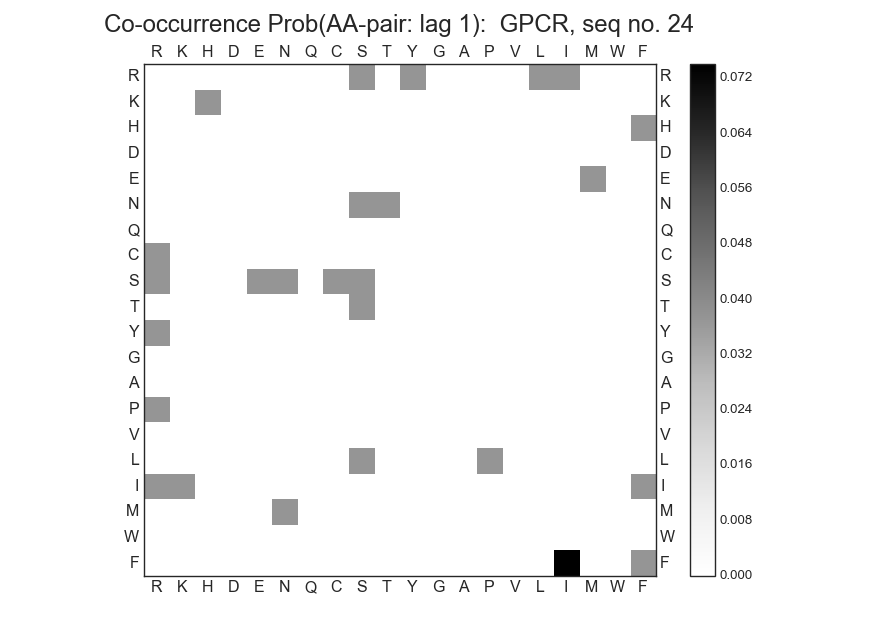 Co-occurrence Prob(AA-pair: lag 1):  GPCR, seq no. 24
R K H D E N Q C S T Y G A P V L I M W F
R R 0.072
K K
H H 0.064
D D
E E 0.056
N N
Q Q 0.048
C C
S S 0.040
T T
Y Y 0.032
G G
A A 0.024
P P
V V 0.016
L L
I I 0.008
M M
W W
F F 0.000
R K H D E N Q C S T Y G A P V L I M W F